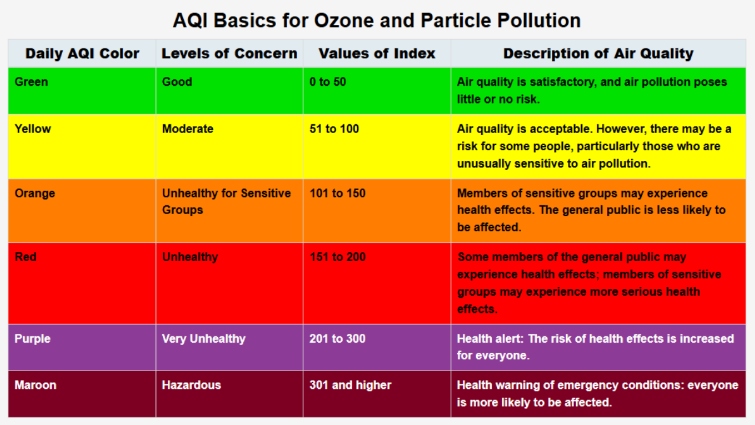 AQI Basics for Ozone and Particle Pollution
Daily AQI Color Levels of Concern Values of Index Description of Air Quality
Green Good 0 to 50 Air quality is satisfactory, and air pollution poses
little or no risk.
Yellow Moderate 51 to 100 Air quality is acceptable. However, there may be a
risk for some people, particularly those who are
unusually sensitive to air pollution.
Orange Unhealthy for Sensitive 101 to 150 Members of sensitive groups may experience
Groups health effects. The general public is less likely to
be affected.
Red Unhealthy 151 to 200 Some members of the general public may
experience health effects; members of sensitive
groups may experience more serious health
effects.
Purple Very Unhealthy 201 to 300 Health alert: The risk of health effects is increased
for everyone.
Maroon Hazardous 301 and higher Health warning of emergency conditions: everyone
is more likely to be affected.